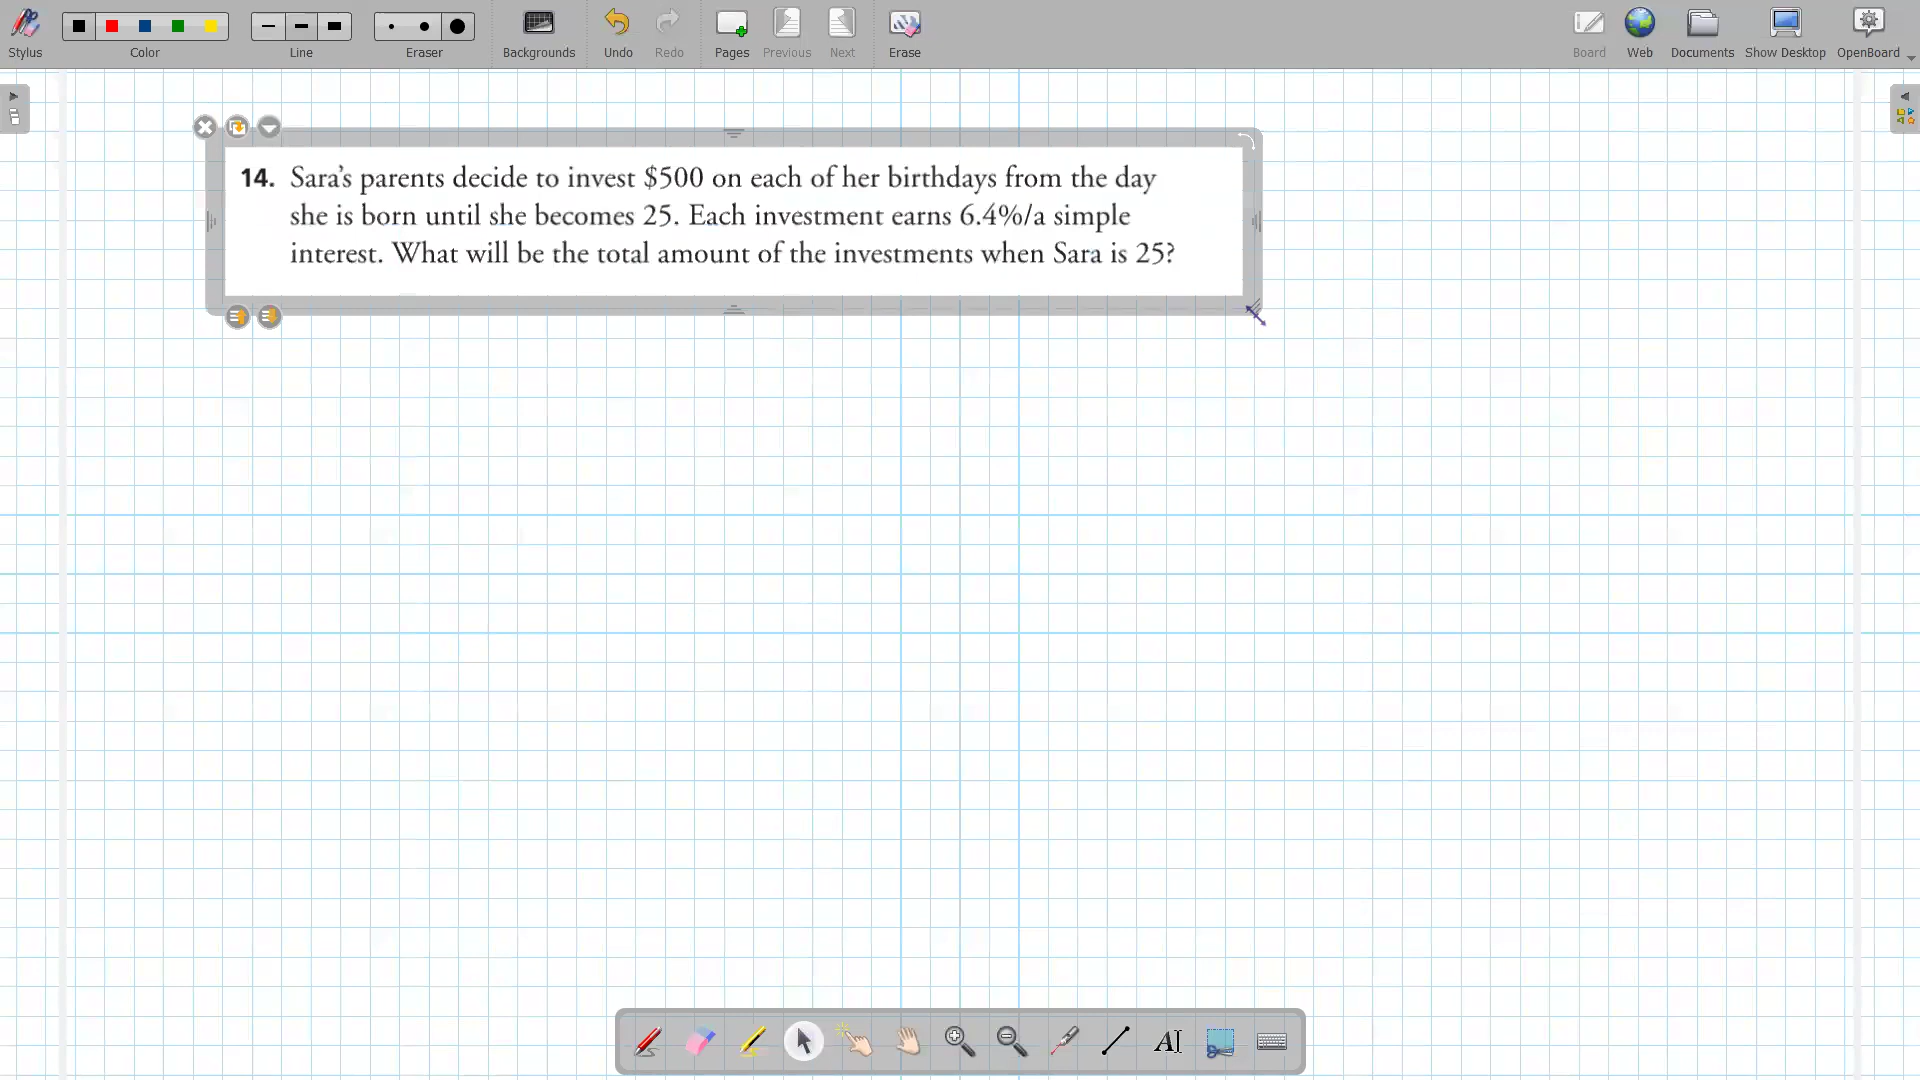 Stylus
Color
Line
Eraser
Backgrounds
Undo
Redo
Pages
Previous
Next
Erase
Board
Web
Documents
Show Desktop
OpenBoard
14. Sara’s parents decide to invest $500 on each of her birthdays from the day
she is born until she becomes 25. Each investment earns 6.4%/a simple
interest. What will be the total amount of the investments when Sara is 25?